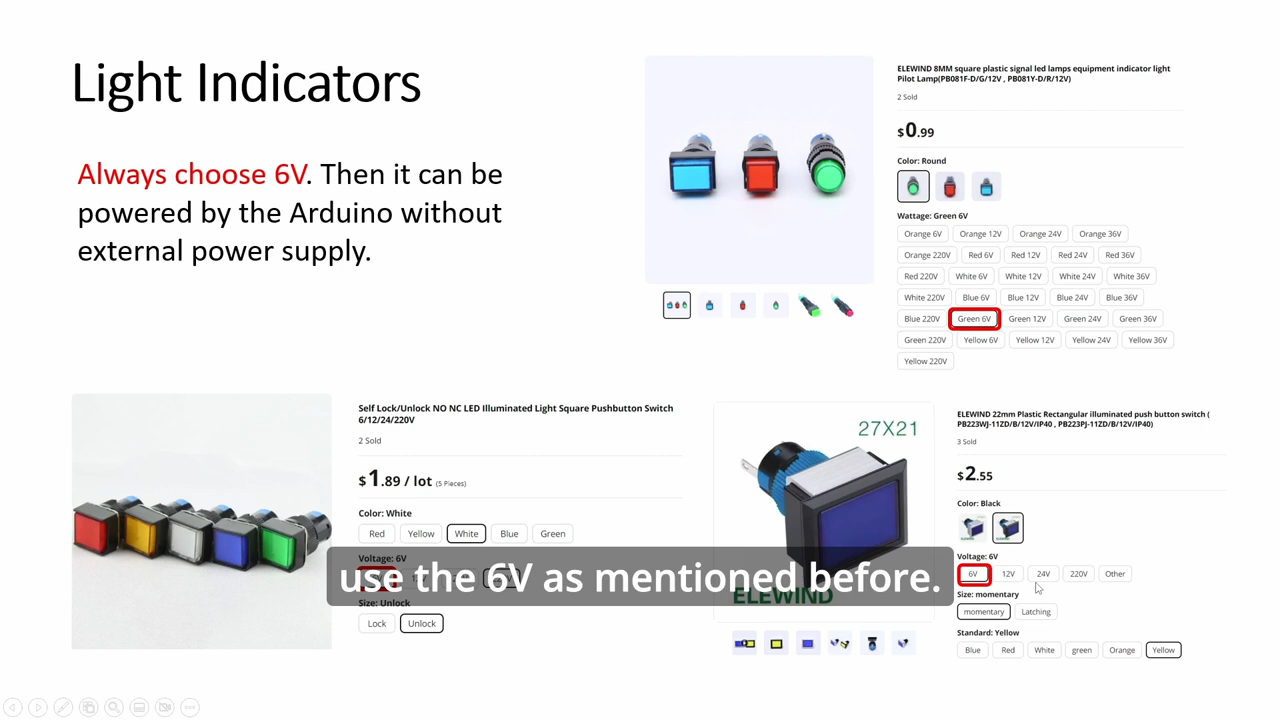 Light Indicators
Always choose 6V. Then it can be
powered by the Arduino without
external power supply.
ELEWIND 8MM square plastic signal led lamps equipment indicator light
Pilot Lamp(PB081F-D/G/12V , PB081Y-D/R/12V)
2 Sold
$0.99
Color: Round
Wattage: Green 6V
Orange 6V Orange 12V Orange 24V Orange 36V
Orange 220V Red 6V Red 12V Red 24V Red 36V
Red 220V White 6V White 12V White 24V White 36V
White 220V Blue 6V Blue 12V Blue 24V Blue 36V
Blue 220V Green 6V Green 12V Green 24V Green 36V
Green 220V Yellow 6V Yellow 12V Yellow 24V Yellow 36V
Yellow 220V
Self Lock/Unlock NO NC LED Illuminated Light Square Pushbutton Switch
6/12/24/220V
2 Sold
$1.89 / lot (5 Pieces)
Color: White
Red Yellow White Blue Green
Voltage: 6V
Size: Unlock
Lock Unlock
27X21
ELEWIND
ELEWIND 22mm Plastic Rectangular illuminated push button switch (
PB223WJ-11ZD/B/12V/IP40 , PB223PJ-11ZD/B/12V/IP40)
3 Sold
$2.55
Color: Black
Voltage: 6V
6V 12V 24V 220V Other
Size: momentary
momentary Latching
Standard: Yellow
Blue Red White green Orange Yellow
use the 6V as mentioned before.